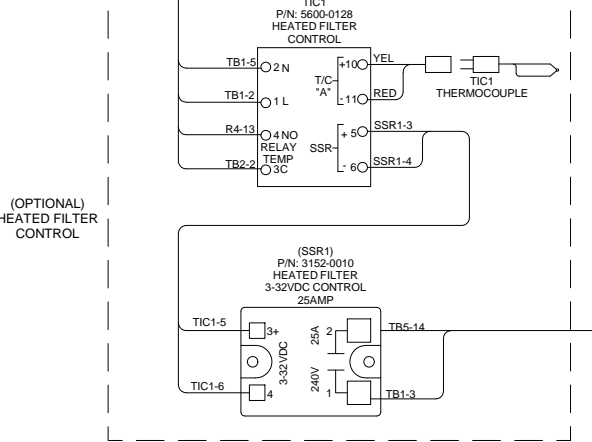 TIC1
P/N: 5600-0128
HEATED FILTER
CONTROL
TB1-5
2 N
+10
YEL
T/C
"A"
TB1-2
1 L
-11
RED
TIC1
THERMOCOUPLE
R4-13
4 NO
RELAY
TEMP
+ 5
SSR1-3
SSR
TB2-2
3C
- 6
SSR1-4
(OPTIONAL)
HEATED FILTER
CONTROL
(SSR1)
P/N: 3152-0010
HEATED FILTER
3-32VDC CONTROL
25AMP
TIC1-5
3+
25A
2
TB5-14
3-32 VDC
TIC1-6
4
240V
1
TB1-3